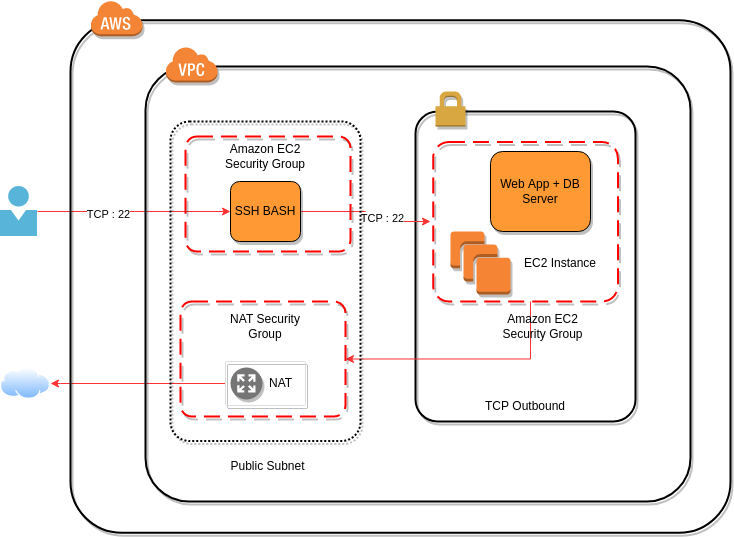 AWS
VPC
Amazon EC2
Security Group
SSH BASH
TCP : 22
TCP : 22
Web App + DB
Server
EC2 Instance
Amazon EC2
Security Group
NAT Security
Group
NAT
TCP Outbound
Public Subnet